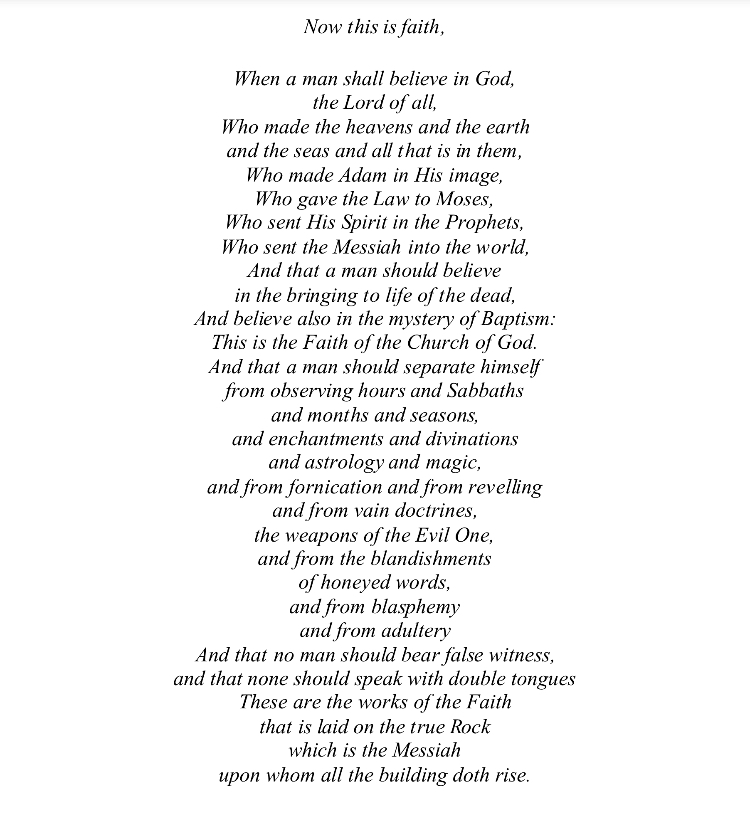 Now this is faith,
When a man shall believe in God,
the Lord of all,
Who made the heavens and the earth
and the seas and all that is in them,
Who made Adam in His image,
Who gave the Law to Moses,
Who sent His Spirit in the Prophets,
Who sent the Messiah into the world,
And that a man should believe
in the bringing to life of the dead,
And believe also in the mystery of Baptism:
This is the Faith of the Church of God.
And that a man should separate himself
from observing hours and Sabbaths
and months and seasons,
and enchantments and divinations
and astrology and magic,
and from fornication and from revelling
and from vain doctrines,
the weapons of the Evil One,
and from the blandishments
of honeyed words,
and from blasphemy
and from adultery
And that no man should bear false witness,
and that none should speak with double tongues
These are the works of the Faith
that is laid on the true Rock
which is the Messiah
upon whom all the building doth rise.